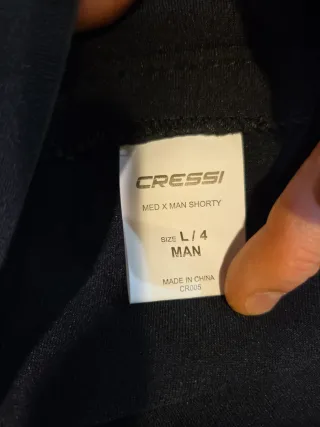 CRESSI
MED X MAN SHORTY
SIZE L / 4
MAN
MADE IN CHINA
CR005